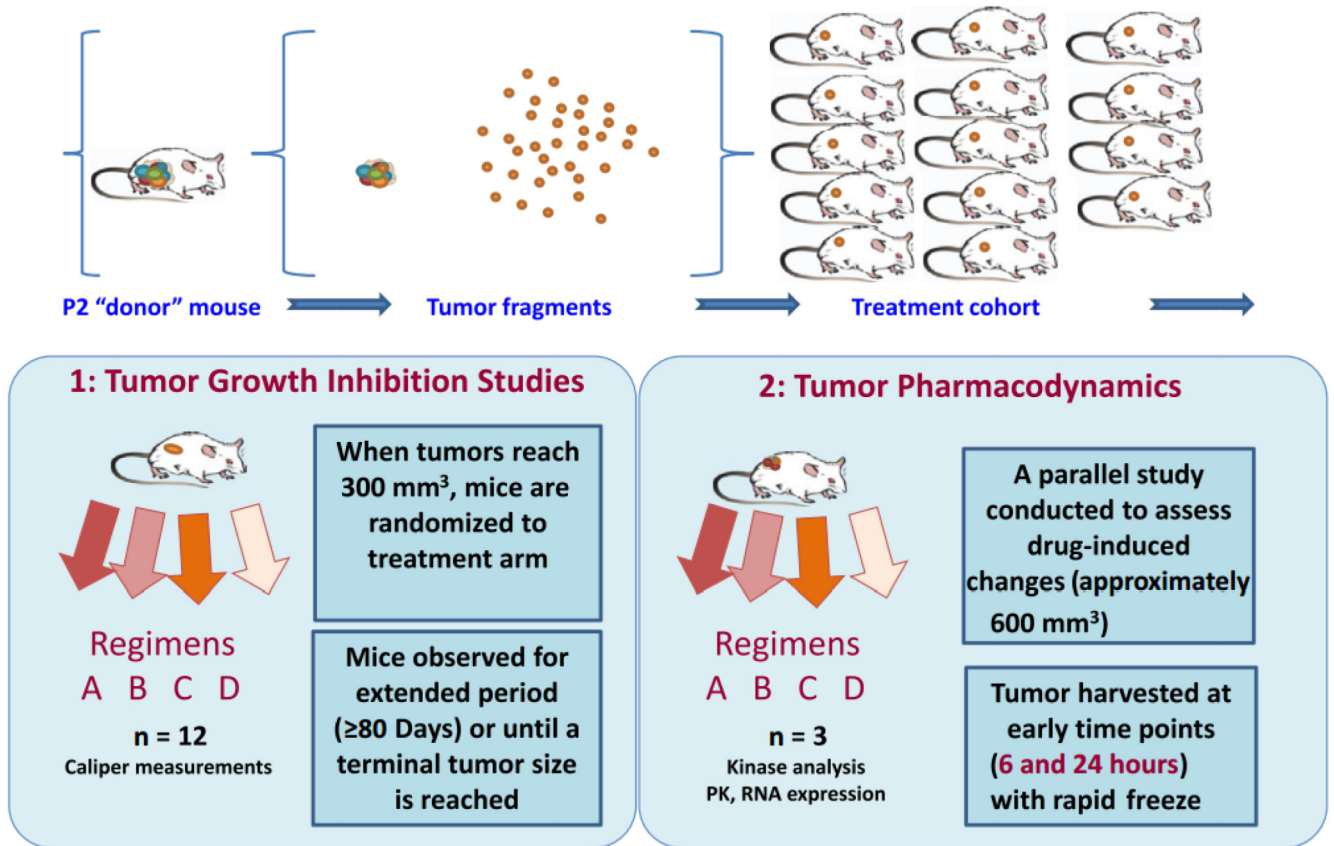 P2 “donor” mouse
Tumor fragments
Treatment cohort
1: Tumor Growth Inhibition Studies
When tumors reach
300 mm³, mice are
randomized to
treatment arm
Regimens
A B C D
n = 12
Caliper measurements
Mice observed for
extended period
(≥80 Days) or until a
terminal tumor size
is reached
2: Tumor Pharmacodynamics
A parallel study
conducted to assess
drug-induced
changes (approximately
600 mm³)
Regimens
A B C D
n = 3
Kinase analysis
PK, RNA expression
Tumor harvested at
early time points
(6 and 24 hours)
with rapid freeze